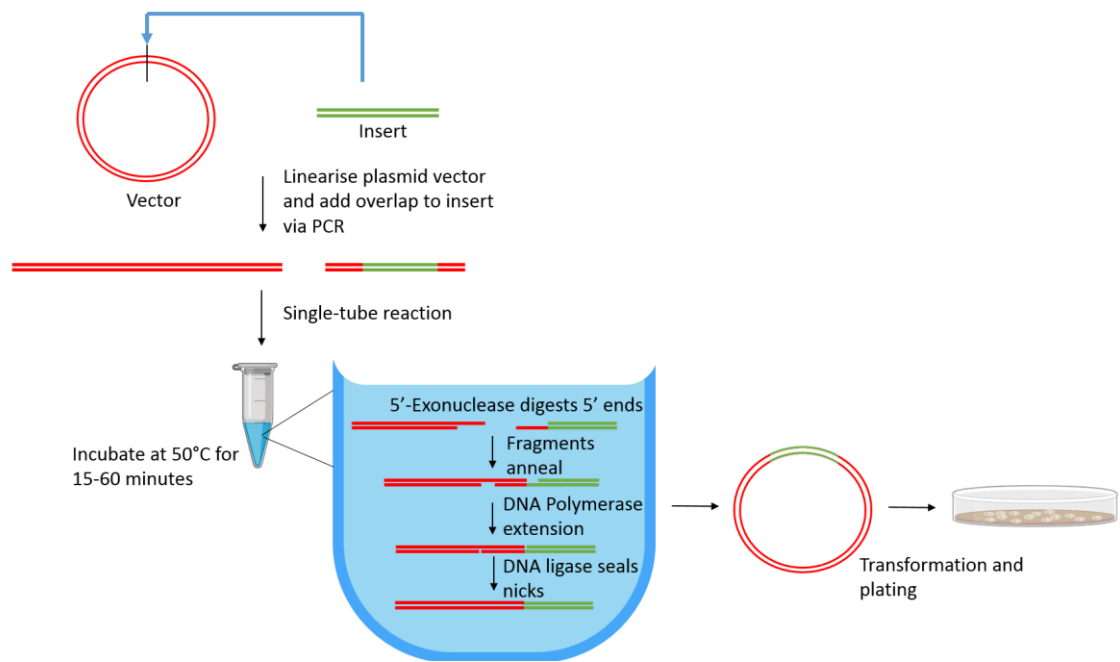 Insert
Vector
Linearise plasmid vector
and add overlap to insert
via PCR
Single-tube reaction
Incubate at 50°C for
15-60 minutes
5’-Exonuclease digests 5’ ends
Fragments
anneal
DNA Polymerase
extension
DNA ligase seals
nicks
Transformation and
plating